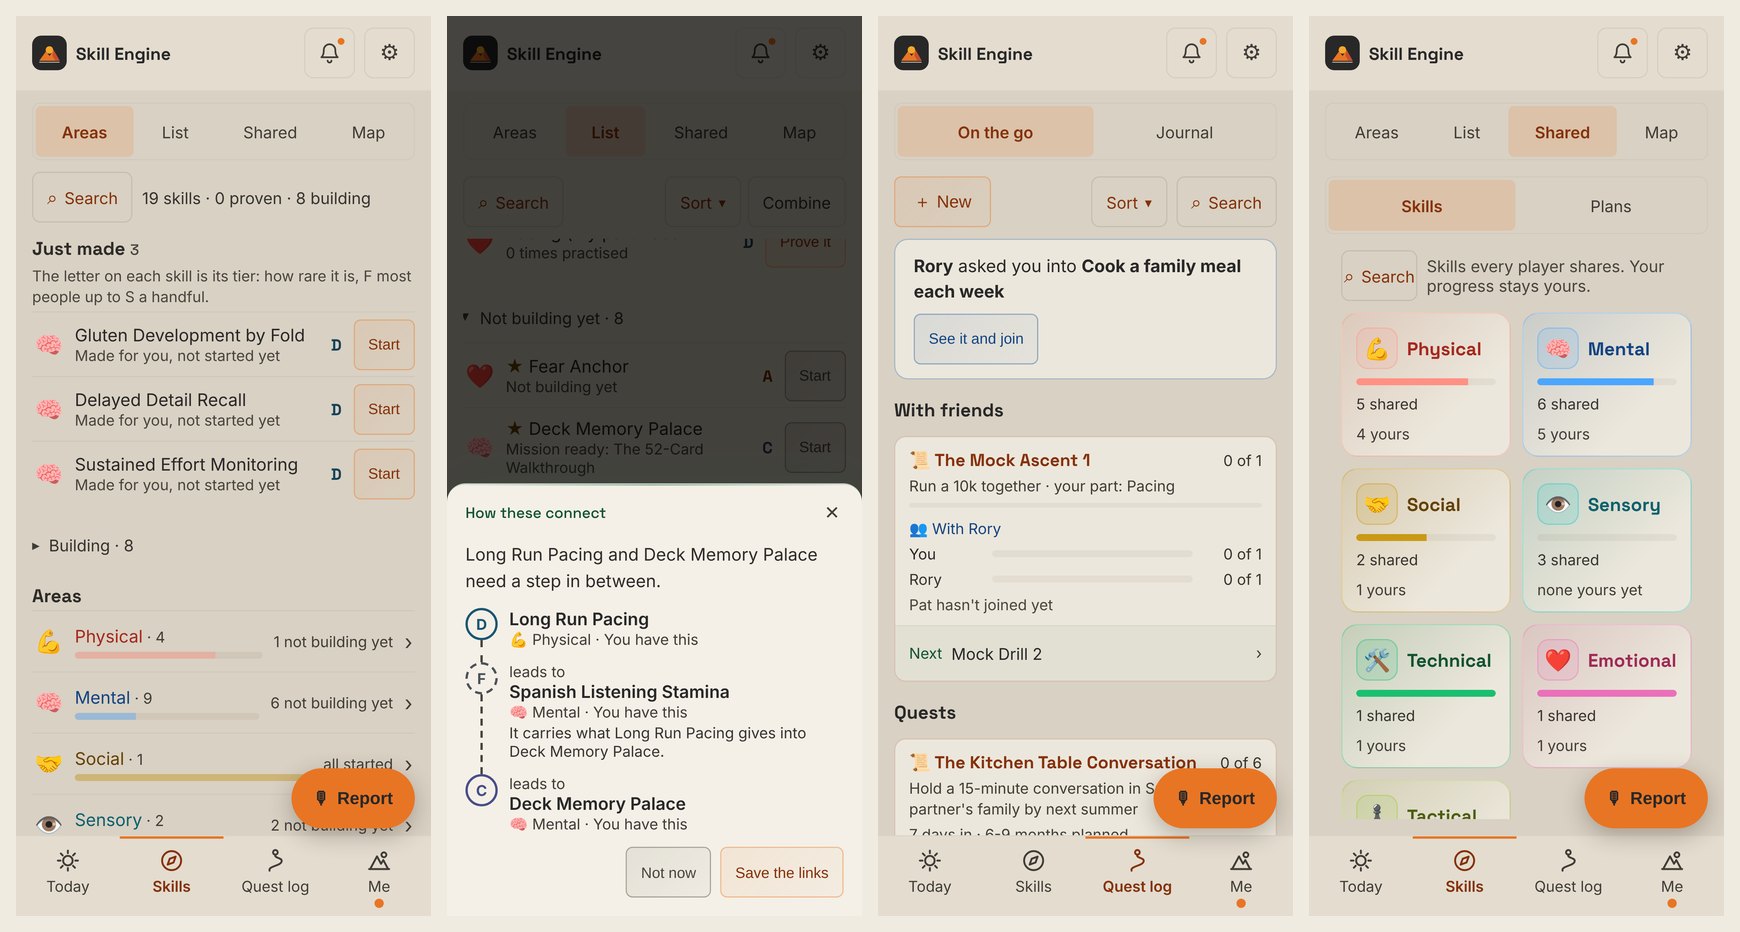 Skill Engine
Areas
List
Shared
Map
Search
19 skills · 0 proven · 8 building
Just made 3
The letter on each skill is its tier: how rare it is, F most
people up to S a handful.
Gluten Development by Fold
Made for you, not started yet
D
Start
Delayed Detail Recall
Made for you, not started yet
D
Start
Sustained Effort Monitoring
Made for you, not started yet
D
Start
Building · 8
Areas
Physical · 4
1 not building yet
Mental · 9
6 not building yet
Social · 1
all started
Sensory · 2
2 not building yet
Report
Today
Skills
Quest log
Me
Skill Engine
Areas
List
Shared
Map
Search
Sort
Combine
0 times practised
D
Prove it
Not building yet · 8
★ Fear Anchor
Not building yet
A
Start
★ Deck Memory Palace
Mission ready: The 52-Card
Walkthrough
C
Start
How these connect
Long Run Pacing and Deck Memory Palace
need a step in between.
D
Long Run Pacing
Physical · You have this
F
leads to
Spanish Listening Stamina
Mental · You have this
It carries what Long Run Pacing gives into
Deck Memory Palace.
C
leads to
Deck Memory Palace
Mental · You have this
Not now
Save the links
Skill Engine
On the go
Journal
+ New
Sort
Search
Rory asked you into Cook a family meal
each week
See it and join
With friends
The Mock Ascent 1
0 of 1
Run a 10k together · your part: Pacing
With Rory
You
0 of 1
Rory
0 of 1
Pat hasn't joined yet
Next Mock Drill 2
Quests
The Kitchen Table Conversation
0 of 6
Hold a 15-minute conversation in S
partner's family by next summer
7 days in · 6-9 months planned
Report
Today
Skills
Quest log
Me
Skill Engine
Areas
List
Shared
Map
Skills
Plans
Search
Skills every player shares. Your
progress stays yours.
Physical
5 shared
4 yours
Mental
6 shared
5 yours
Social
2 shared
1 yours
Sensory
3 shared
none yours yet
Technical
1 shared
1 yours
Emotional
1 shared
1 yours
Tactical
Report
Today
Skills
Quest log
Me